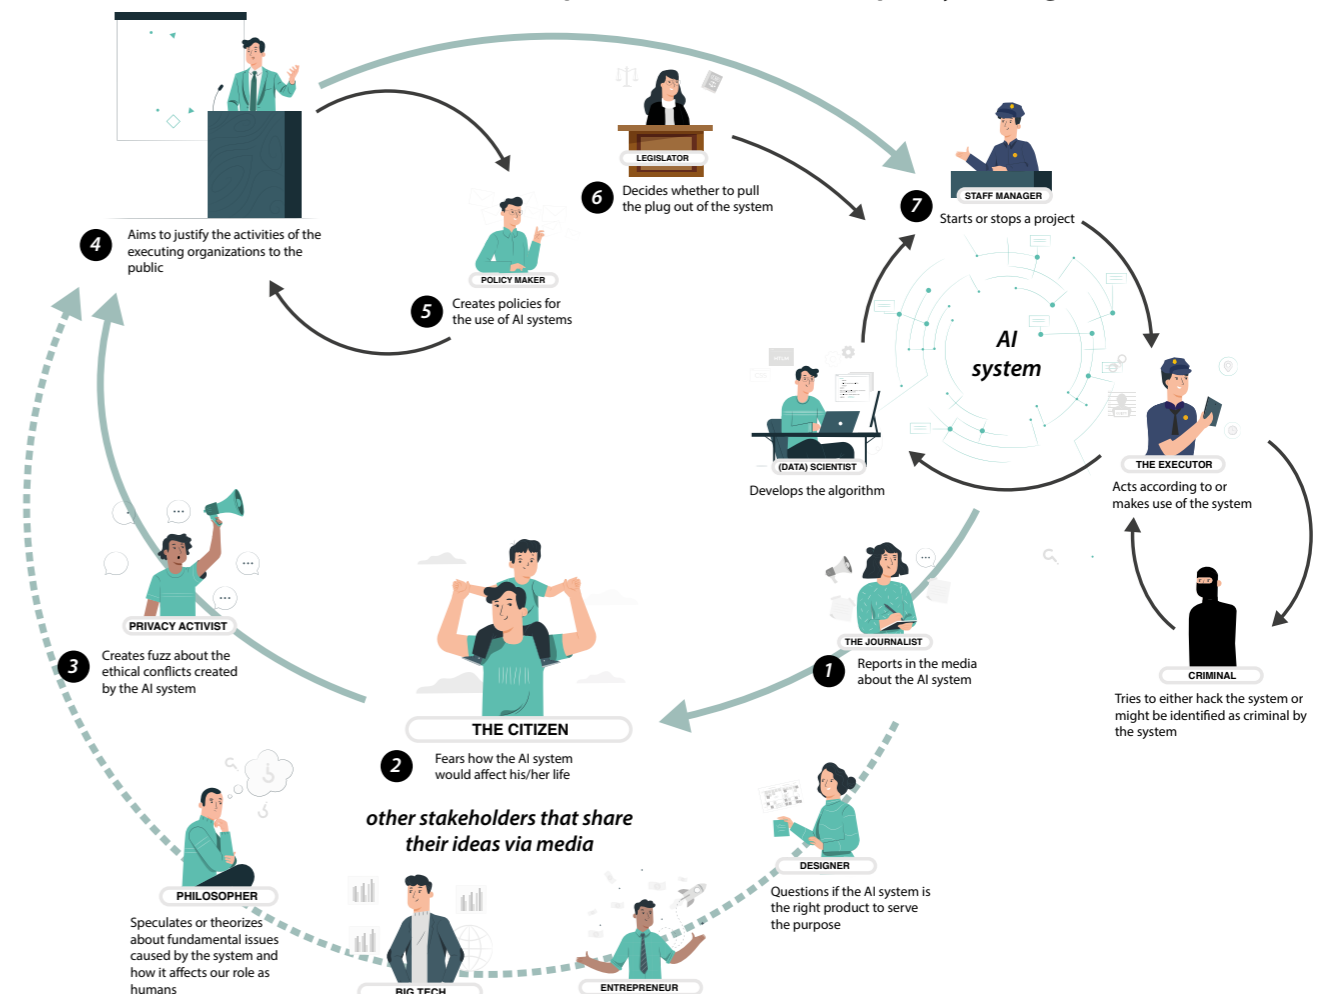 LEGISLATOR
6
Decides whether to pull
the plug out of the system
STAFF MANAGER
7
Starts or stops a project
4
Aims to justify the activities of the
executing organizations to the
public
POLICY MAKER
5
Creates policies for
the use of AI systems
AI
system
(DATA) SCIENTIST
Develops the algorithm
THE EXECUTOR
Acts according to or
makes use of the system
PRIVACY ACTIVIST
3
Creates fuzz about the
ethical conflicts created
by the AI system
THE JOURNALIST
1
Reports in the media
about the AI system
CRIMINAL
Tries to either hack the system or
might be identified as criminal by
the system
THE CITIZEN
2
Fears how the AI system
would affect his/her life
other stakeholders that share
their ideas via media
DESIGNER
Questions if the AI system is
the right product to serve
the purpose
PHILOSOPHER
Speculates or theorizes
about fundamental issues
caused by the system and
how it affects our role as
humans
BIG TECH
ENTREPRENEUR